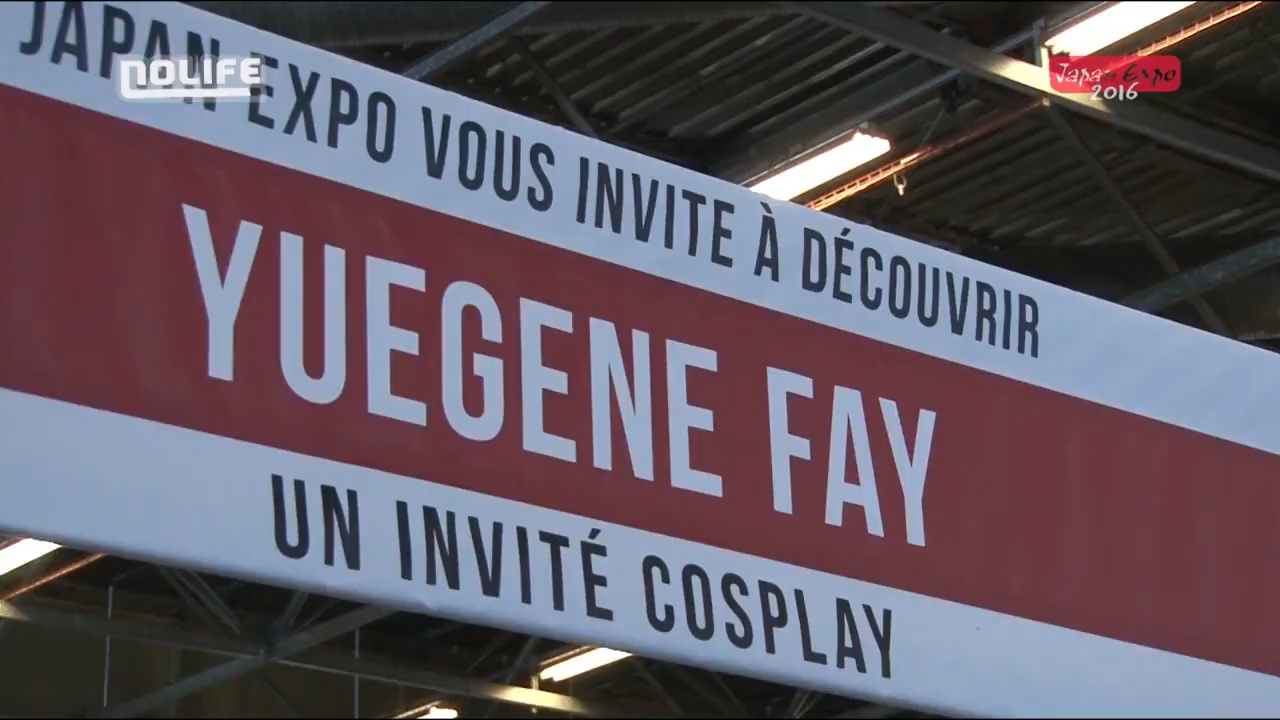 JAPAN EXPO VOUS INVITE À DÉCOUVRIR
YUEGENE FAY
UN INVITÉ COSPLAY
NOLIFE
Japan Expo
2016